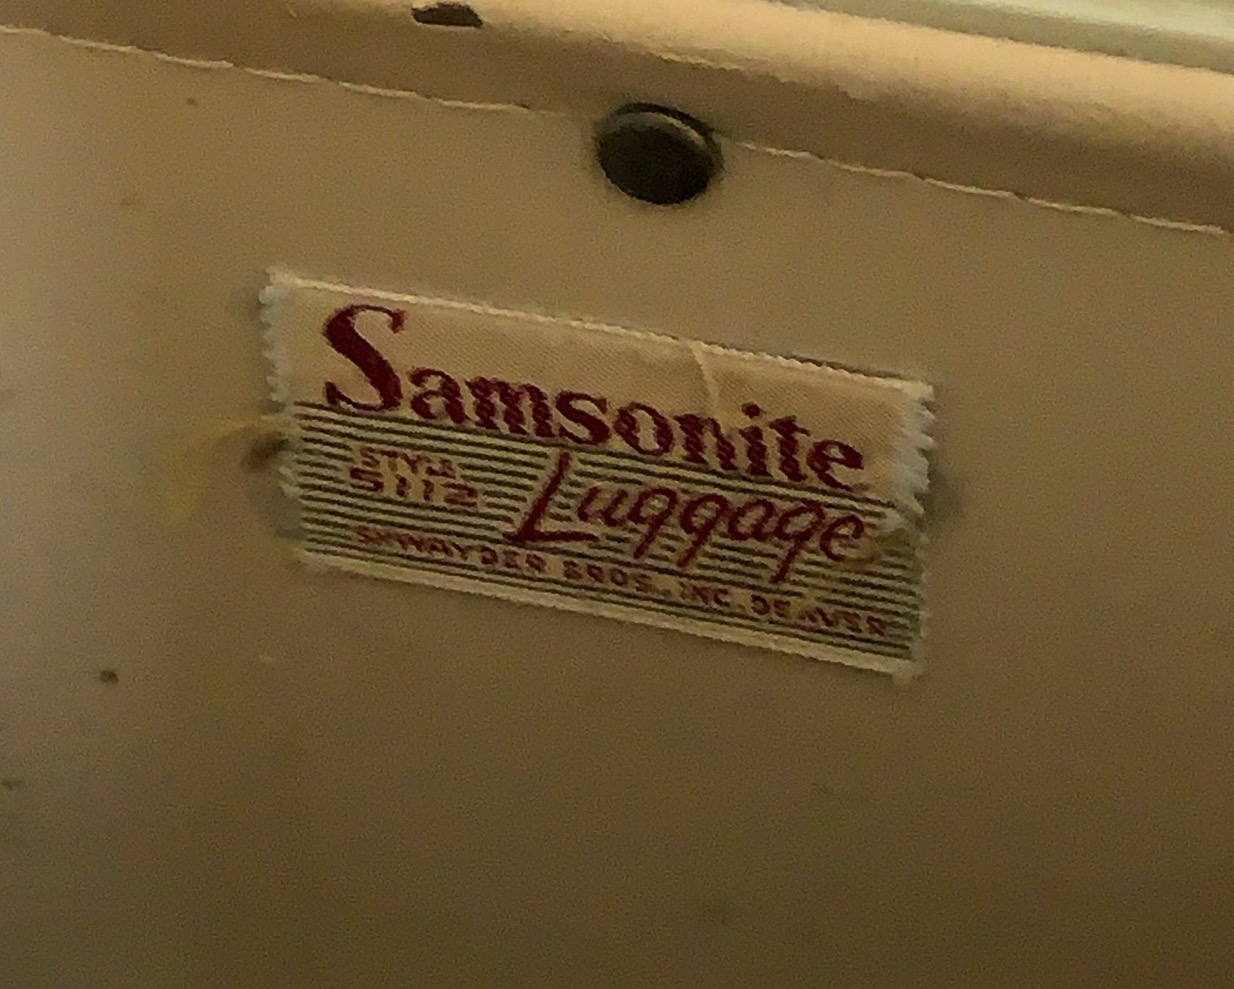 Samsonite
STYLE
5112 Luggage
SHWAYDER BROS., INC. DENVER